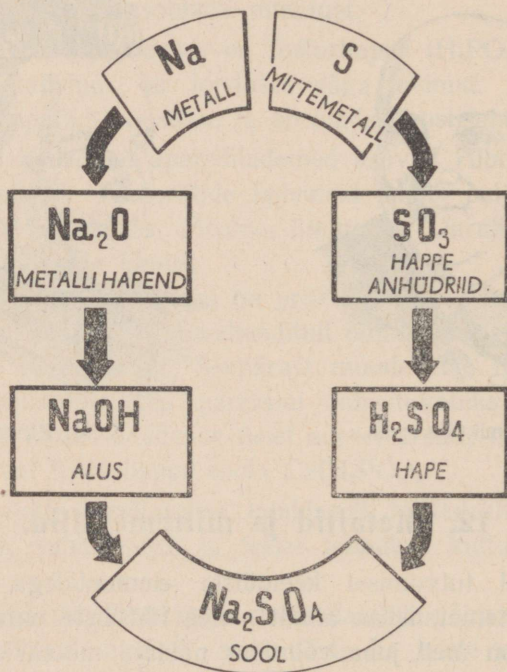 Na
METALL
S
MITTEMETALL
Na₂O
METALLI HAPEND
SO₃
HAPPE
ANHÜDRIID
NaOH
ALUS
H₂SO₄
HAPE
Na₂SO₄
SOOL